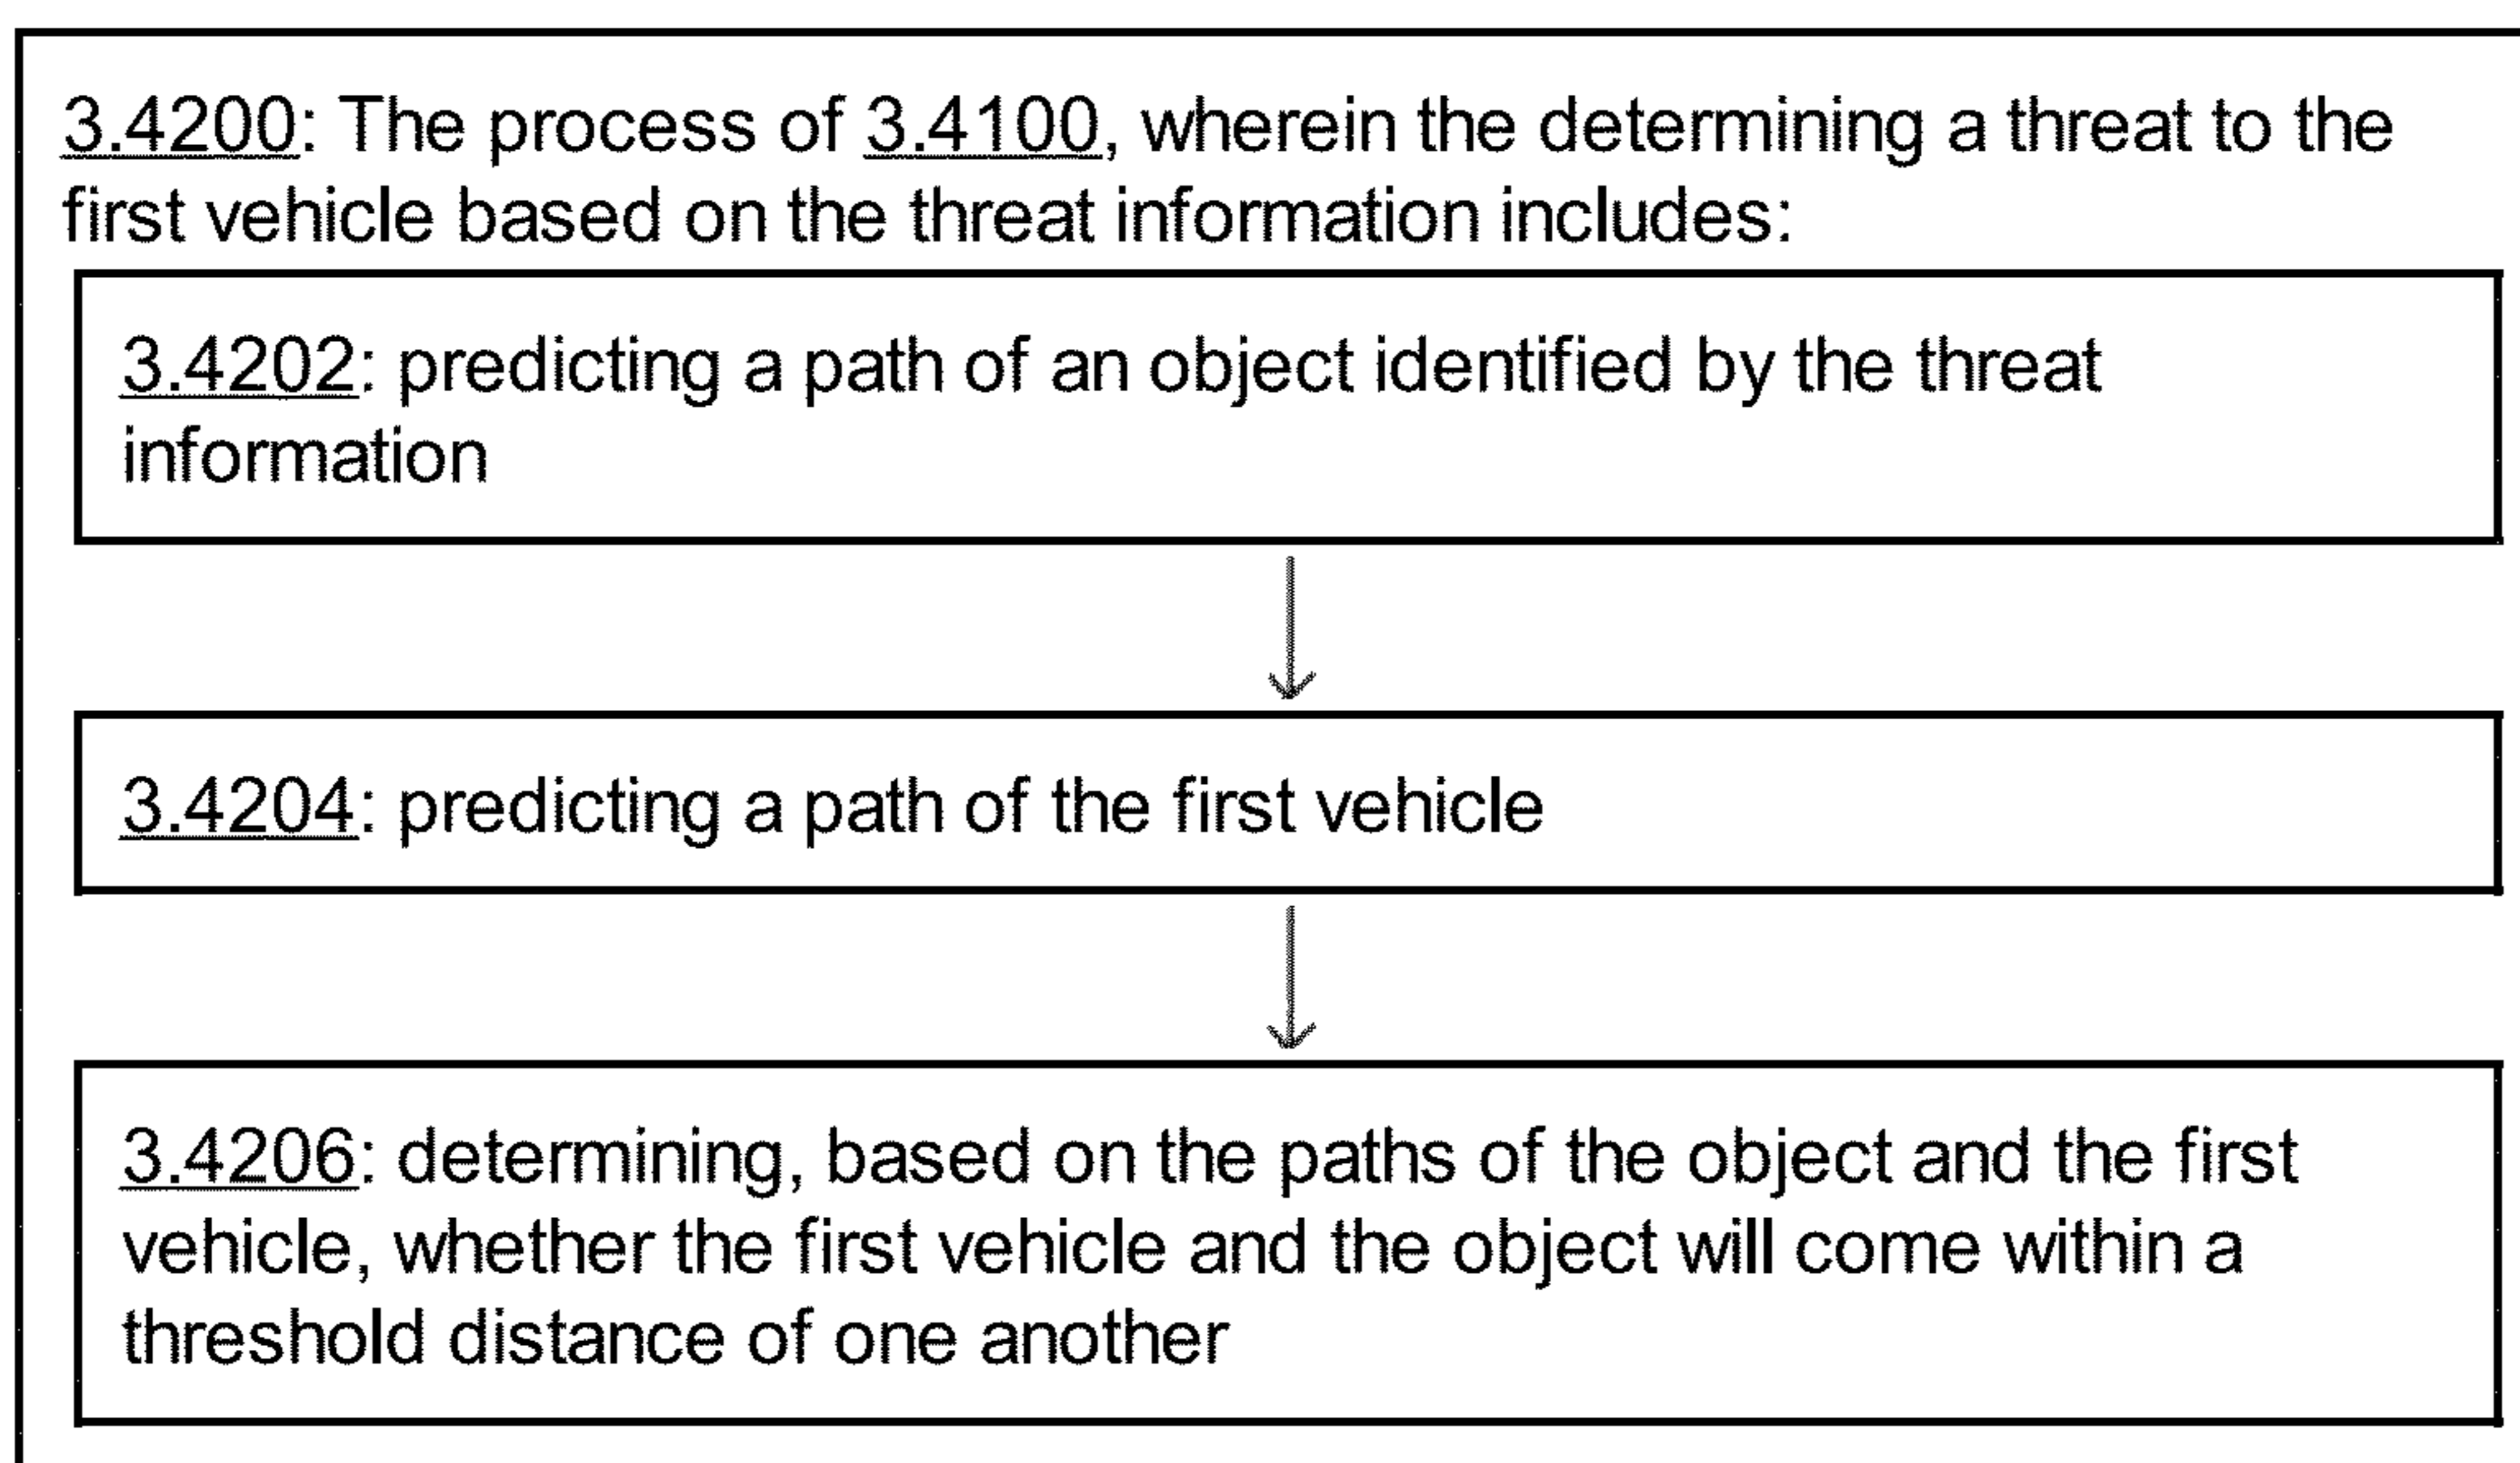 3.4200: The process of 3.4100, wherein the determining a threat to the
first vehicle based on the threat information includes:
3.4202: predicting a path of an object identified by the threat
information
3.4204: predicting a path of the first vehicle
3.4206: determining, based on the paths of the object and the first
vehicle, whether the first vehicle and the object will come within a
threshold distance of one another